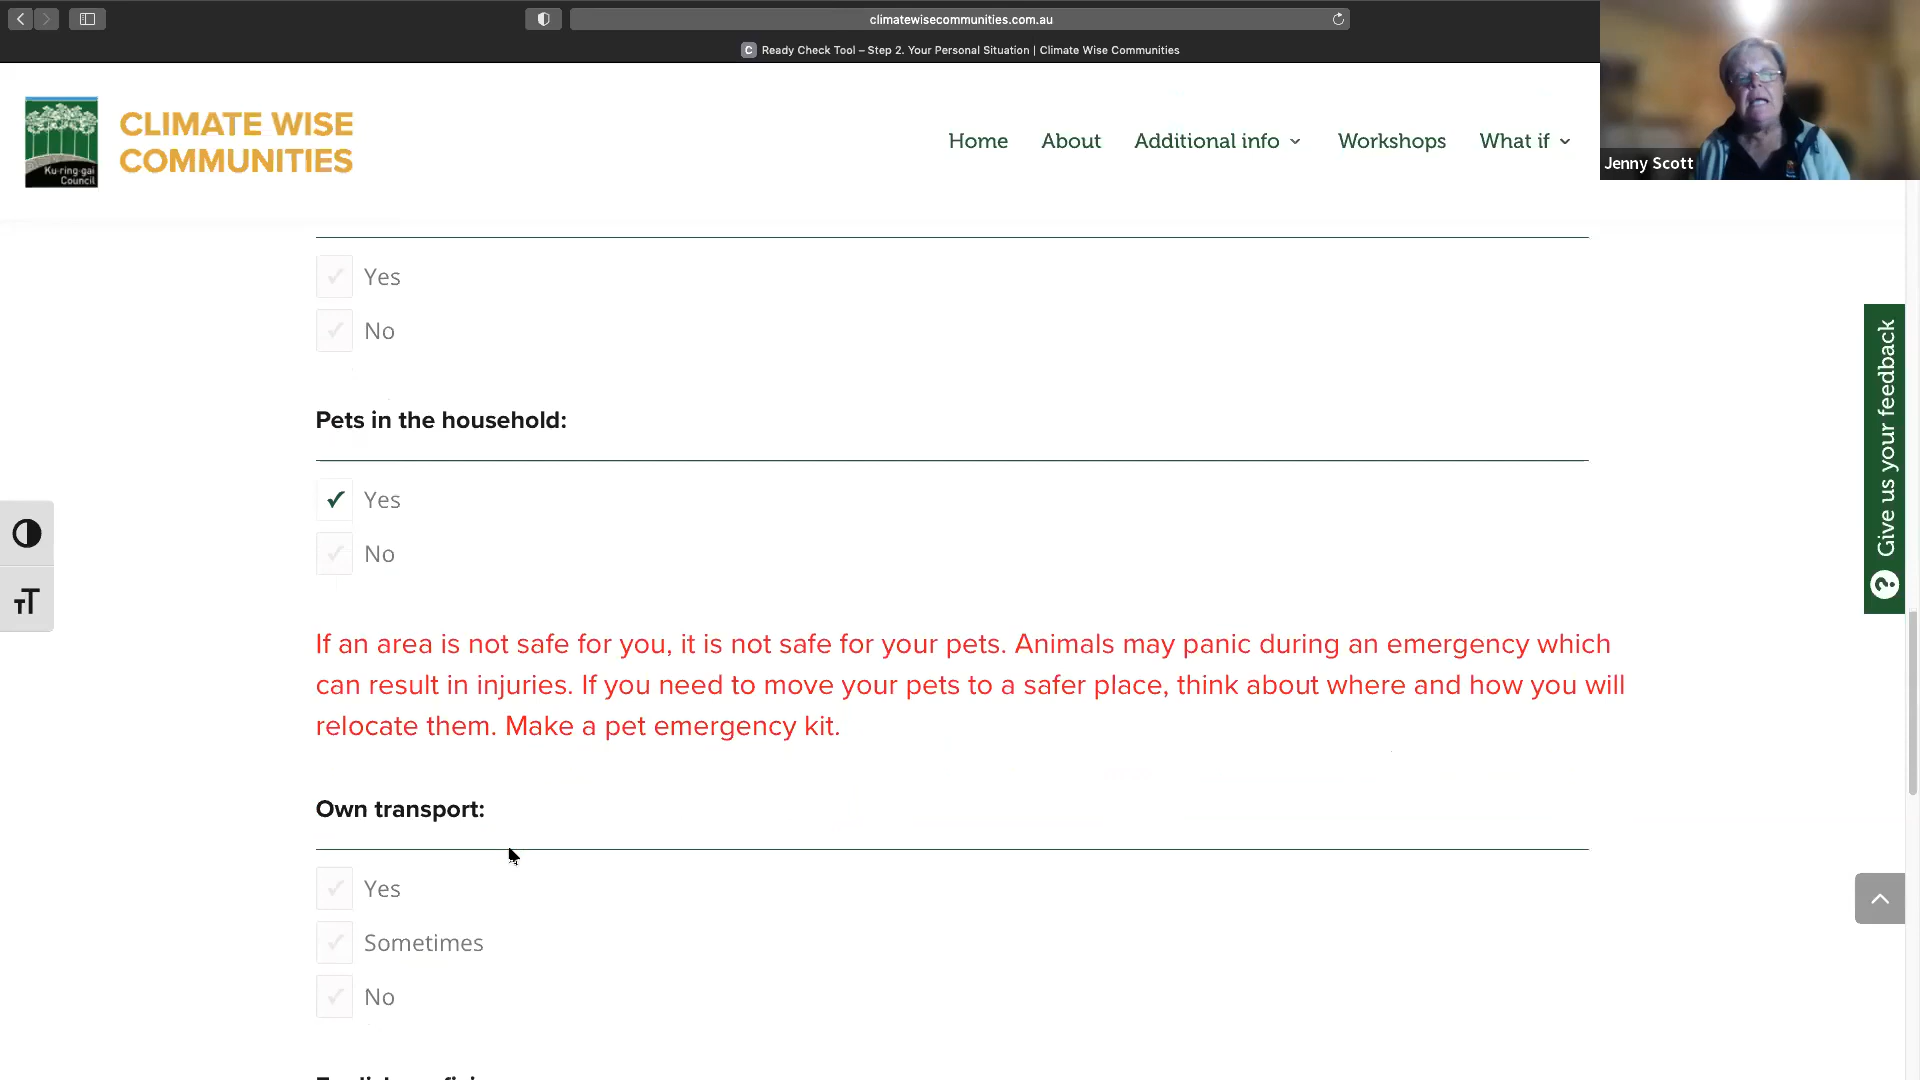 climatewisecommunities.com.au
C Ready Check Tool – Step 2. Your Personal Situation | Climate Wise Communities
Ku-ring-gai
Council
CLIMATE WISE
COMMUNITIES
Home About Additional info Workshops What if
Jenny Scott
Yes
No
Pets in the household:
✓ Yes
No
If an area is not safe for you, it is not safe for your pets. Animals may panic during an emergency which
can result in injuries. If you need to move your pets to a safer place, think about where and how you will
relocate them. Make a pet emergency kit.
Own transport:
Yes
Sometimes
No
Give us your feedback
TT